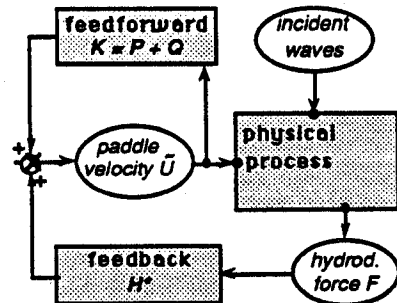 feedforward
K = P + Q
incident
waves
+
-
+
paddle
velocity Ũ
physical
process
feedback
H*
hydrod.
force F